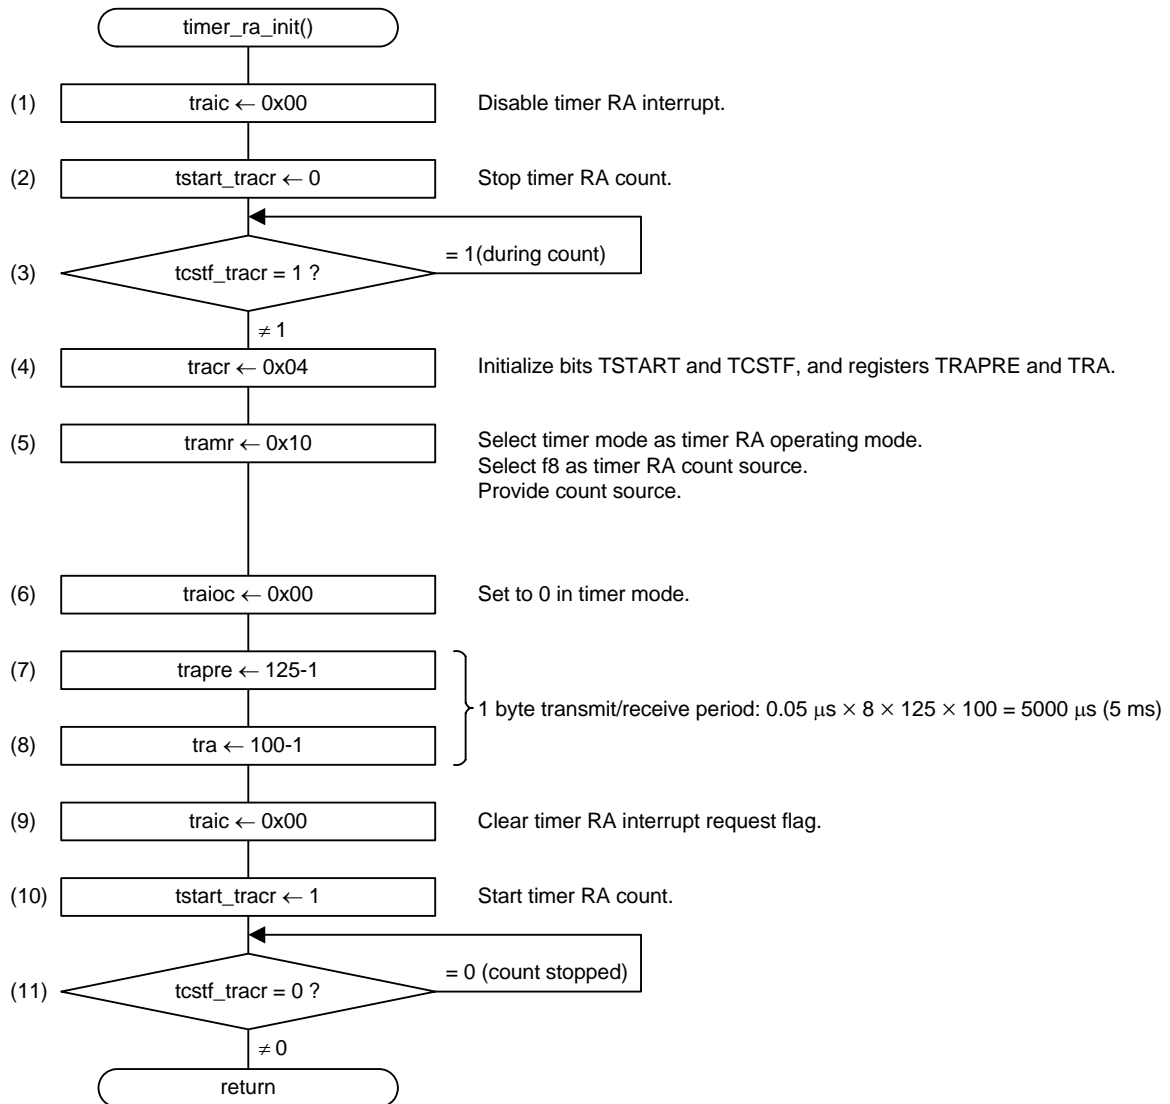 timer_ra_init()
(1) traic ← 0x00 Disable timer RA interrupt.
(2) tstart_tracr ← 0 Stop timer RA count.
= 1(during count)
(3) tcstf_tracr = 1 ?
≠ 1
(4) tracr ← 0x04 Initialize bits TSTART and TCSTF, and registers TRAPRE and TRA.
(5) tramr ← 0x10 Select timer mode as timer RA operating mode.
Select f8 as timer RA count source.
Provide count source.
(6) traioc ← 0x00 Set to 0 in timer mode.
(7) trapre ← 125-1
1 byte transmit/receive period: 0.05 μs × 8 × 125 × 100 = 5000 μs (5 ms)
(8) tra ← 100-1
(9) traic ← 0x00 Clear timer RA interrupt request flag.
(10) tstart_tracr ← 1 Start timer RA count.
= 0 (count stopped)
(11) tcstf_tracr = 0 ?
≠ 0
return